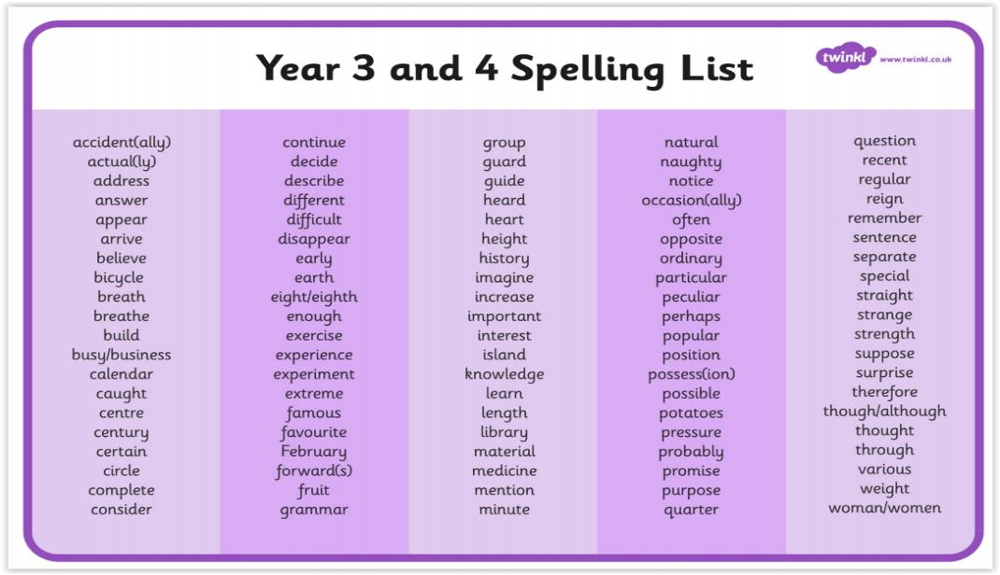 Year 3 and 4 Spelling List
twinkl www.twinkl.co.uk
accident(ally)
actual(ly)
address
answer
appear
arrive
believe
bicycle
breath
breathe
build
busy/business
calendar
caught
centre
century
certain
circle
complete
consider
continue
decide
describe
different
difficult
disappear
early
earth
eight/eighth
enough
exercise
experience
experiment
extreme
famous
favourite
February
forward(s)
fruit
grammar
group
guard
guide
heard
heart
height
history
imagine
increase
important
interest
island
knowledge
learn
length
library
material
medicine
mention
minute
natural
naughty
notice
occasion(ally)
often
opposite
ordinary
particular
peculiar
perhaps
popular
position
possess(ion)
possible
potatoes
pressure
probably
promise
purpose
quarter
question
recent
regular
reign
remember
sentence
separate
special
straight
strange
strength
suppose
surprise
therefore
though/although
thought
through
various
weight
woman/women